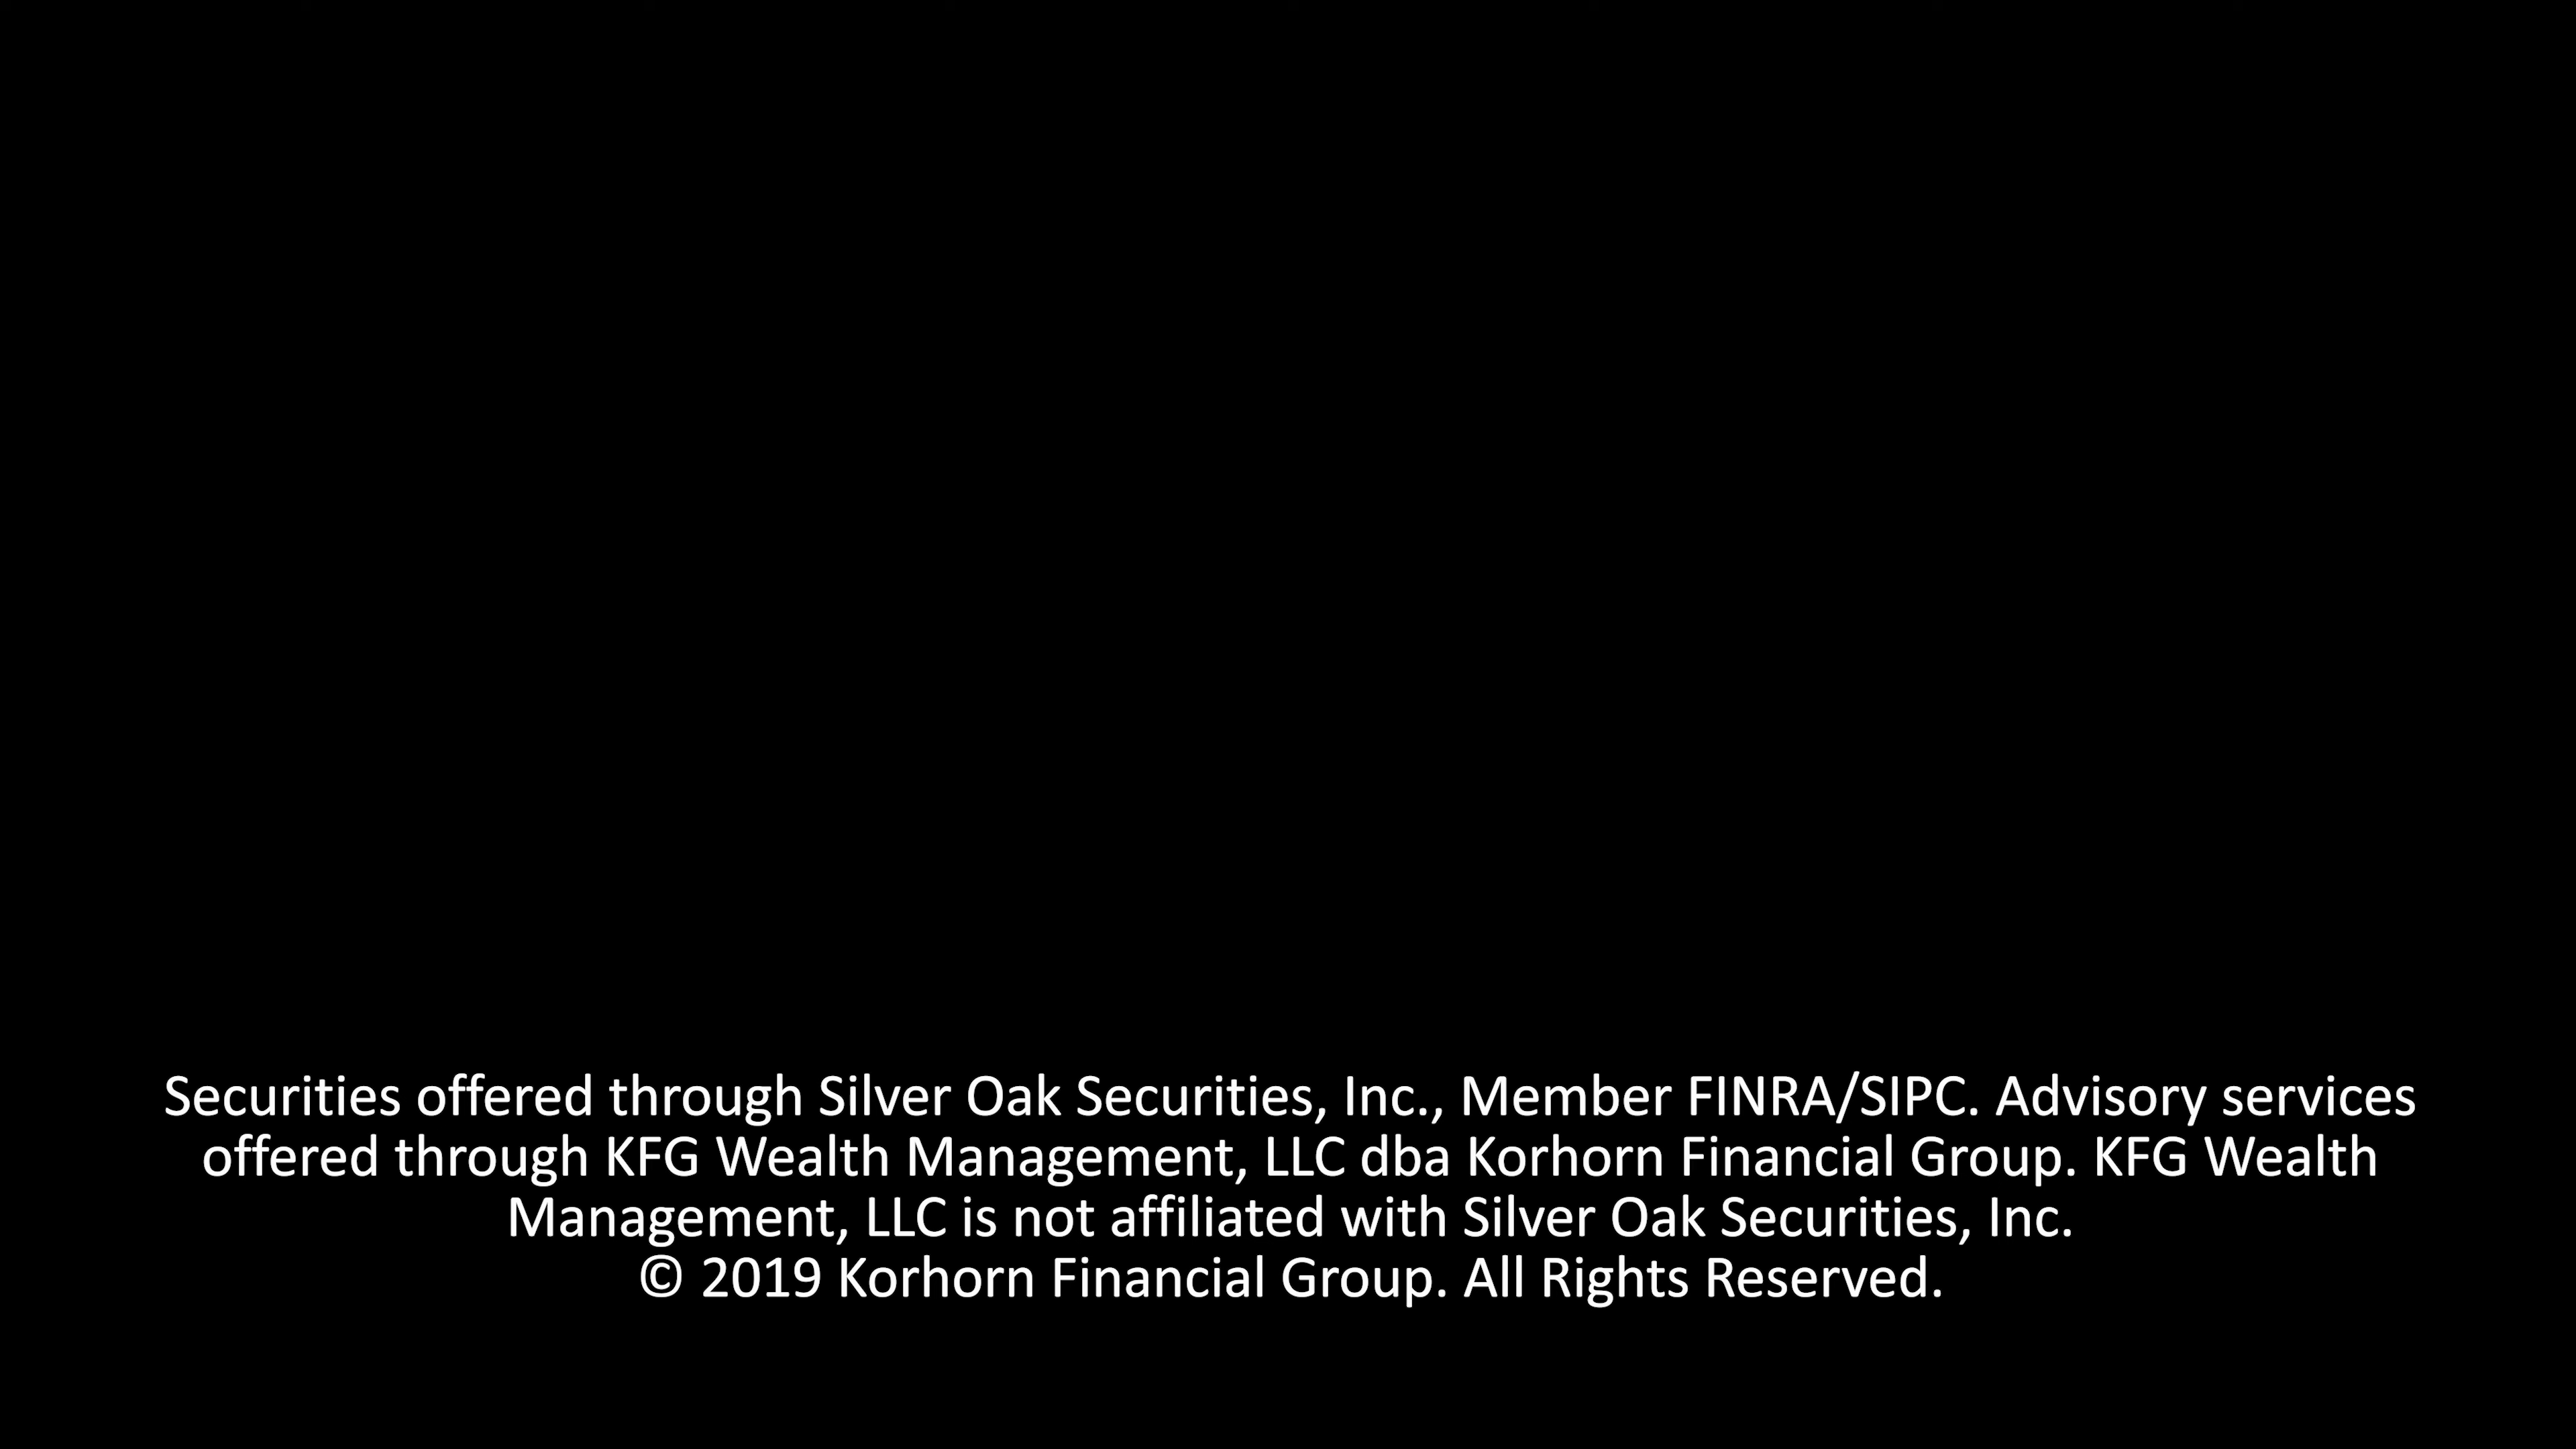 Securities offered through Silver Oak Securities, Inc., Member FINRA/SIPC. Advisory services
offered through KFG Wealth Management, LLC dba Korhorn Financial Group. KFG Wealth
Management, LLC is not affiliated with Silver Oak Securities, Inc.
© 2019 Korhorn Financial Group. All Rights Reserved.